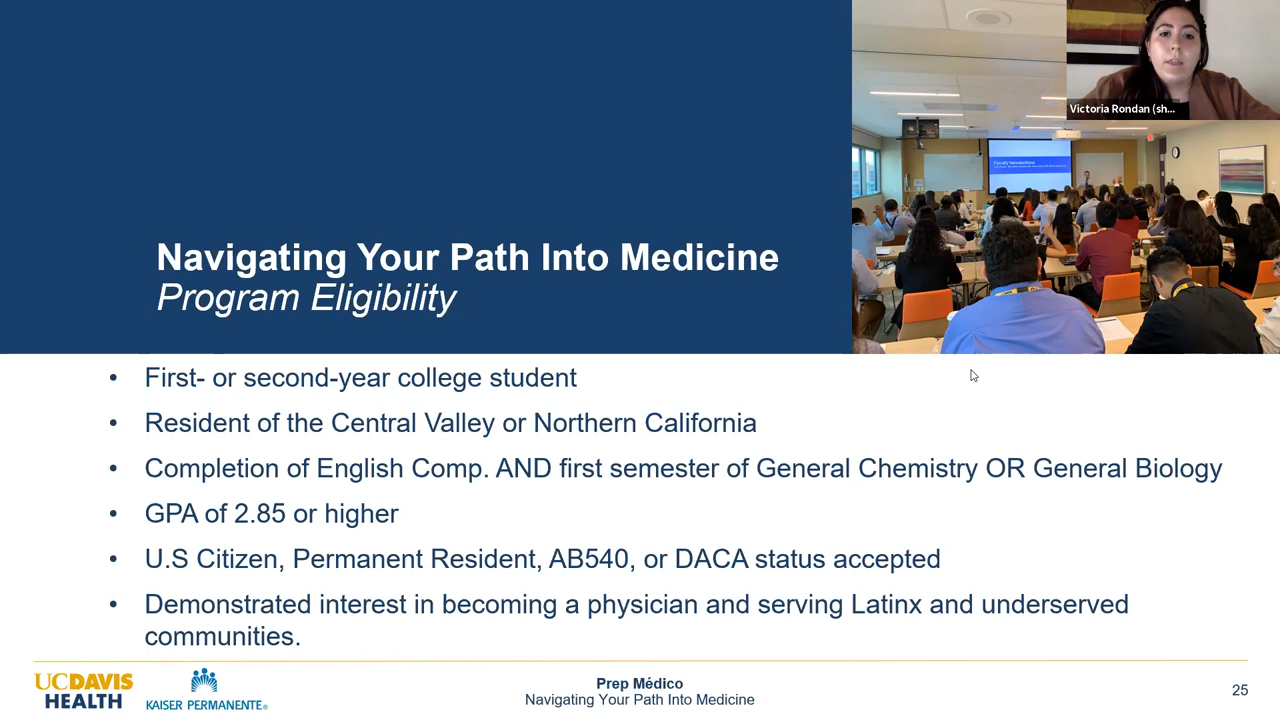 Victoria Rondan (sh...
Faculty Introductions
Navigating Your Path Into Medicine
Program Eligibility
• First- or second-year college student
• Resident of the Central Valley or Northern California
• Completion of English Comp. AND first semester of General Chemistry OR General Biology
• GPA of 2.85 or higher
• U.S Citizen, Permanent Resident, AB540, or DACA status accepted
• Demonstrated interest in becoming a physician and serving Latinx and underserved
communities.
UCDAVIS
HEALTH
KAISER PERMANENTE®
Prep Médico
Navigating Your Path Into Medicine
25